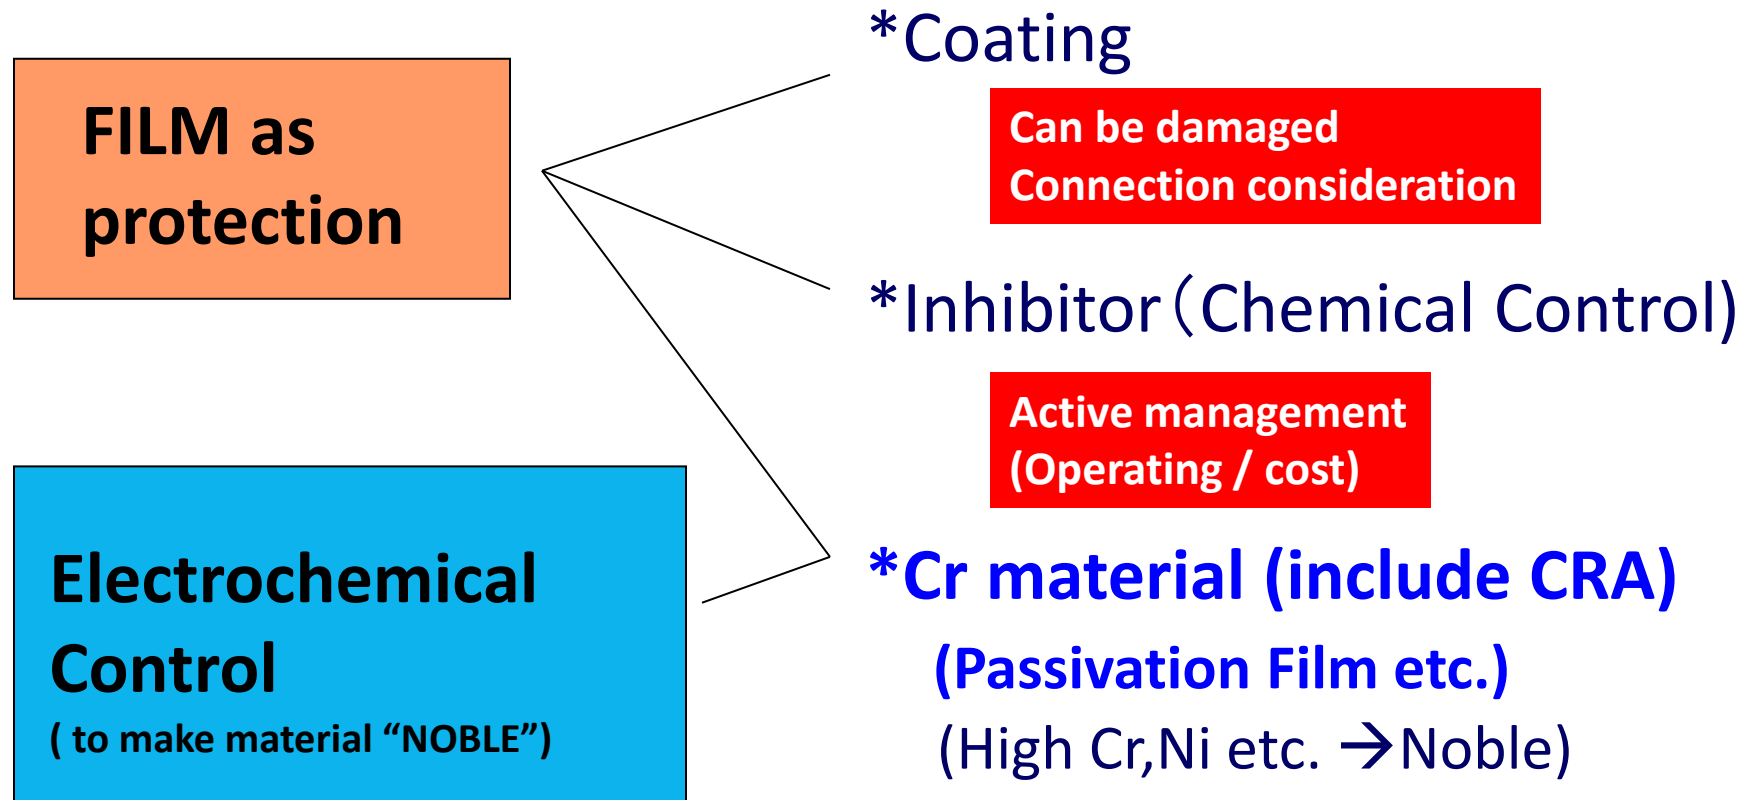 FILM as
protection
*Coating
Can be damaged
Connection consideration
*Inhibitor（Chemical Control)
Active management
(Operating / cost)
Electrochemical
Control
( to make material “NOBLE”)
*Cr material (include CRA)
(Passivation Film etc.)
(High Cr,Ni etc. →Noble)